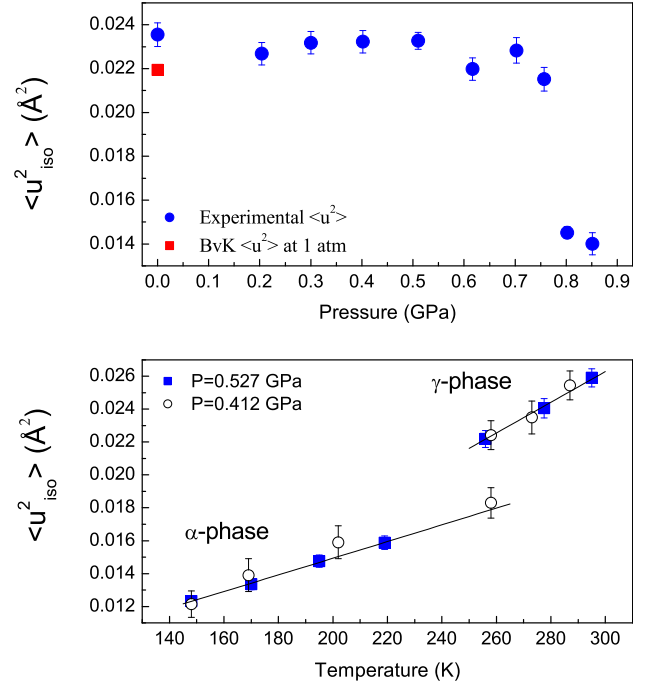 0.024
0.022
0.020
0.018
0.016
0.014
<u²iso> (Å²)
Experimental <u²>
BvK <u²> at 1 atm
0.0 0.1 0.2 0.3 0.4 0.5 0.6 0.7 0.8 0.9
Pressure (GPa)
0.026
0.024
0.022
0.020
0.018
0.016
0.014
0.012
<u²iso> (Å²)
P=0.527 GPa
P=0.412 GPa
γ-phase
α-phase
140 160 180 200 220 240 260 280 300
Temperature (K)